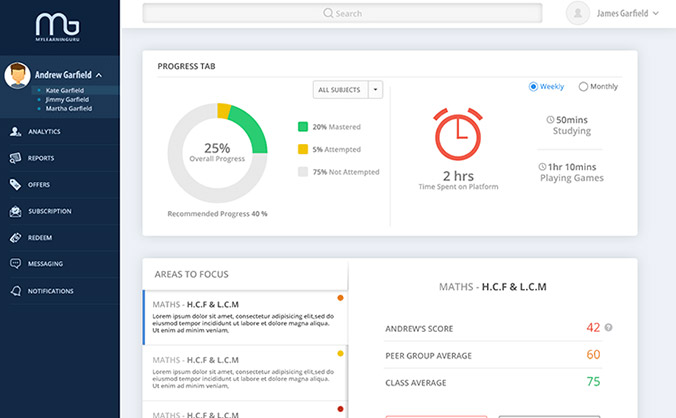 MG
MYLEARNINGURU
Search
James Garfield
Andrew Garfield
Kate Garfield
Jimmy Garfield
Martha Garfield
ANALYTICS
REPORTS
OFFERS
SUBSCRIPTION
REDEEM
MESSAGING
NOTIFICATIONS
PROGRESS TAB
ALL SUBJECTS
Weekly
Monthly
25%
Overall Progress
20% Mastered
5% Attempted
75% Not Attempted
Recommended Progress 40 %
2 hrs
Time Spent on Platform
50mins
Studying
1hr 10mins
Playing Games
AREAS TO FOCUS
MATHS - H.C.F & L.C.M
Lorem ipsum dolor sit amet, consectetur adipisicing elit,sed do
eiusmod tempor incididunt ut labore et dolore magna aliqua.
Ut enim ad minim veniam,
MATHS - H.C.F & L.C.M
Lorem ipsum dolor sit amet, consectetur adipisicing elit,sed do
eiusmod tempor incididunt ut labore et dolore magna aliqua.
Ut enim ad minim veniam,
MATHS - H.C.F & L.C.M
MATHS - H.C.F & L.C.M
ANDREW'S SCORE 42 ?
PEER GROUP AVERAGE 60
CLASS AVERAGE 75